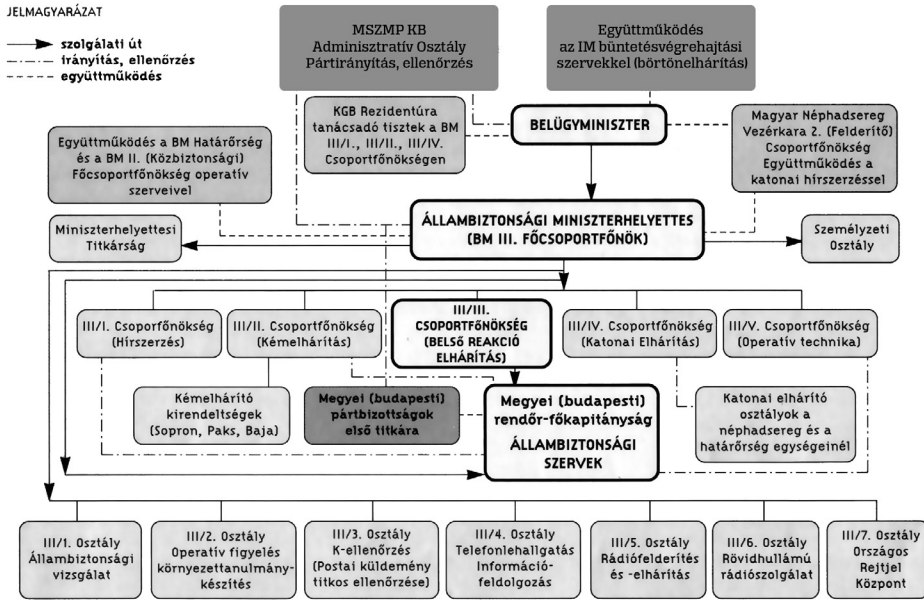 JELMAGYARÁZAT
szolgálati út
irányítás, ellenőrzés
együttműködés
MSZMP KB
Adminisztratív Osztály
Pártirányítás, ellenőrzés
Együttműködés
az IM büntetésvégrehajtási
szervekkel (börtönelhárítás)
KGB Rezidentúra
tanácsadó tisztek a BM
III/I., III/II., III/IV.
Csoportfőnökségen
BELÜGYMINISZTER
Magyar Néphadsereg
Vezérkara 2. (Felderítő)
Csoportfőnökség
Együttműködés a
katonai hírszerzéssel
Együttműködés a BM Határőrség
és a BM II. (Közbiztonsági)
Főcsoportfőnökség operatív
szerveivel
ÁLLAMBIZTONSÁGI MINISZTERHELYETTES
(BM III. FŐCSOPORTFŐNÖK)
Miniszterhelyettesi
Titkárság
Személyzeti
Osztály
III/I. Csoporfőnökség
(Hírszerzés)
III/II. Csoportfőnökség
(Kémelhárítás)
III/III.
CSOPORTFŐNÖKSÉG
(BELSŐ REAKCIÓ
ELHÁRÍTÁS)
III/IV. Csoportfőnökség
(Katonai Elhárítás)
III/V. Csoportfőnökség
(Operatív technika)
Kémelhárító
kirendeltségek
(Sopron, Paks, Baja)
Megyei (budapesti)
pártbizottságok
első titkára
Megyei (budapesti)
rendőr-főkapitányság
ÁLLAMBIZTONSÁGI
SZERVEK
Katonai elhárító
osztályok a
néphadsereg és a
határőrség egységeinél
III/1. Osztály
Állambiztonsági
vizsgálat
III/2. Osztály
Operatív figyelés
környezettanulmány-
készítés
III/3. Osztály
K-ellenőrzés
(Postai küldemény
titkos ellenőrzése)
III/4. Osztály
Telefonlehallgatás
Információ-
feldolgozás
III/5. Osztály
Rádiófelderítés
és -elhárítás
III/6. Osztály
Rövidhullámú
rádiószolgálat
III/7. Osztály
Országos
Rejtjel
Központ